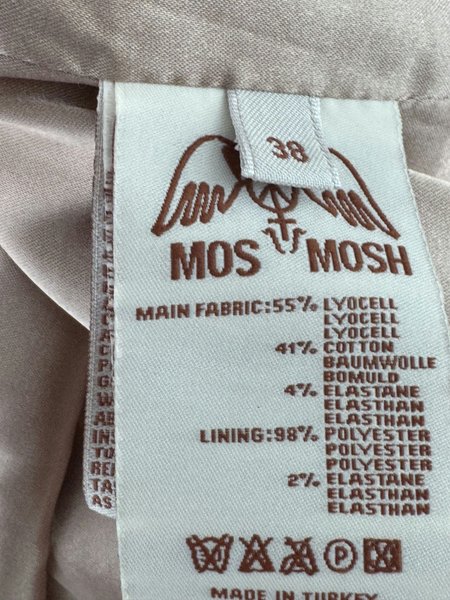 38
MOS MOSH
MAIN FABRIC:55% LYOCELL
LYOCELL
LYOCELL
41% COTTON
BAUMWOLLE
BOMULD
4% ELASTANE
ELASTHAN
ELASTHAN
LINING:98% POLYESTER
POLYESTER
POLYESTER
2% ELASTANE
ELASTHAN
ELASTHAN
P
MADE IN TURKEY